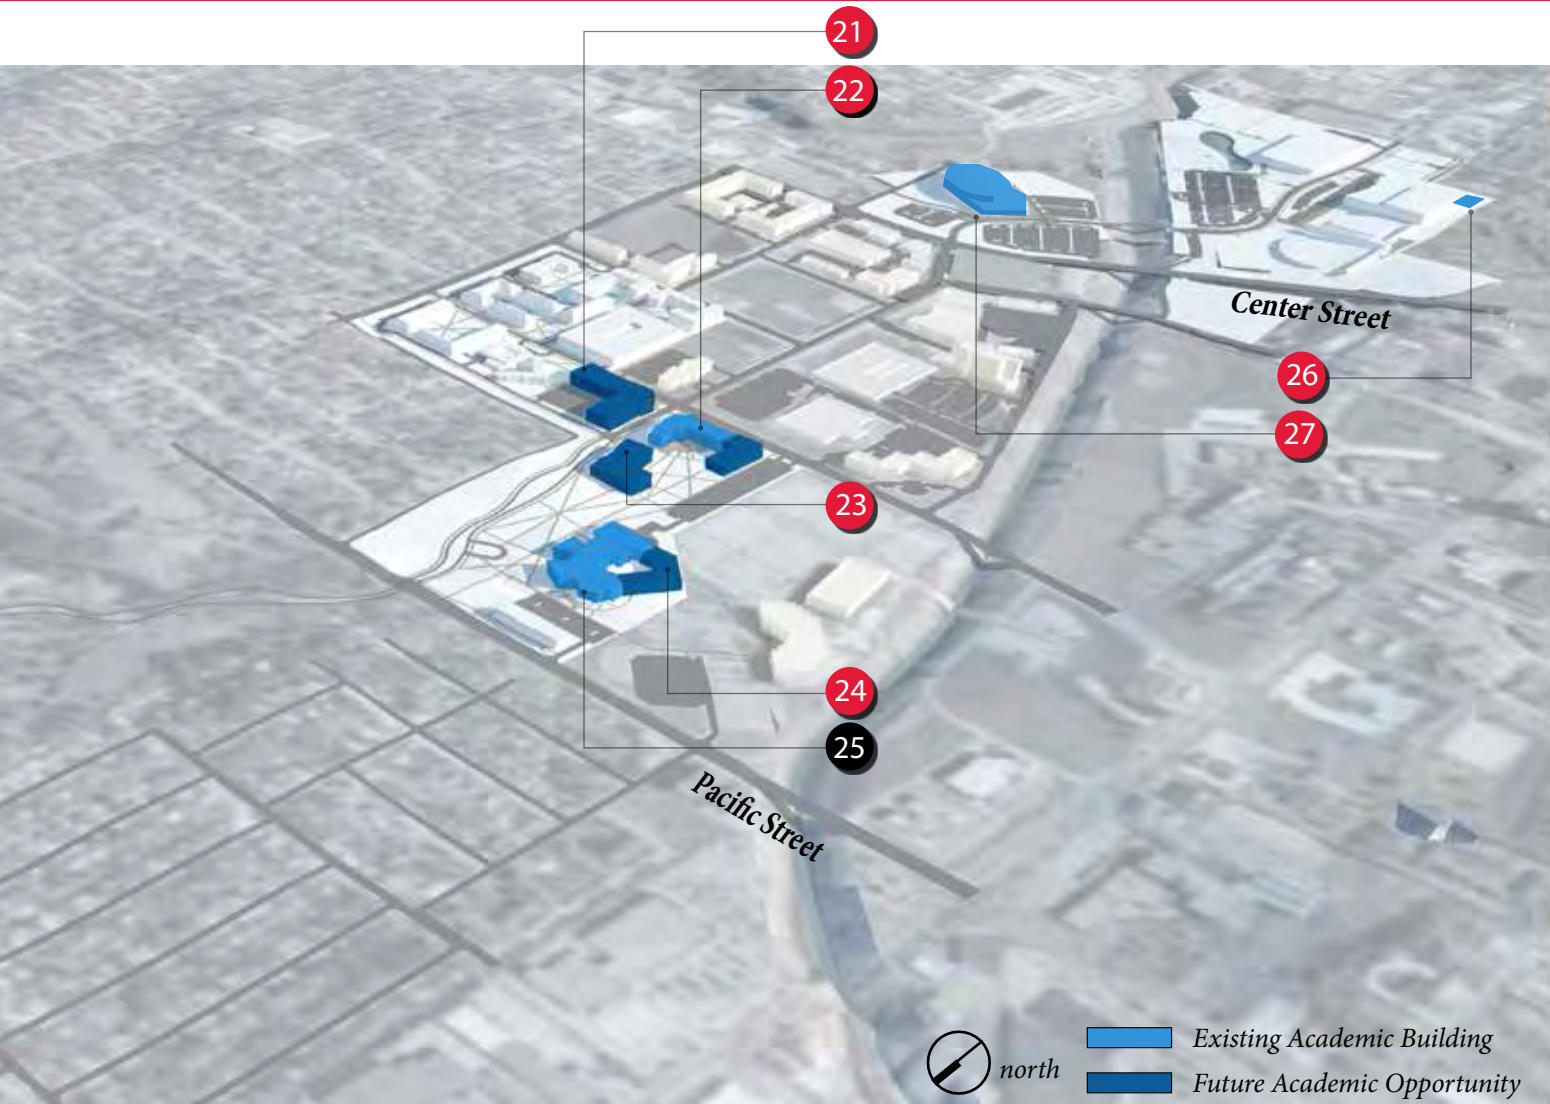 21
22
Center Street
26
27
23
24
25
Pacific Street
north
Existing Academic Building
Future Academic Opportunity